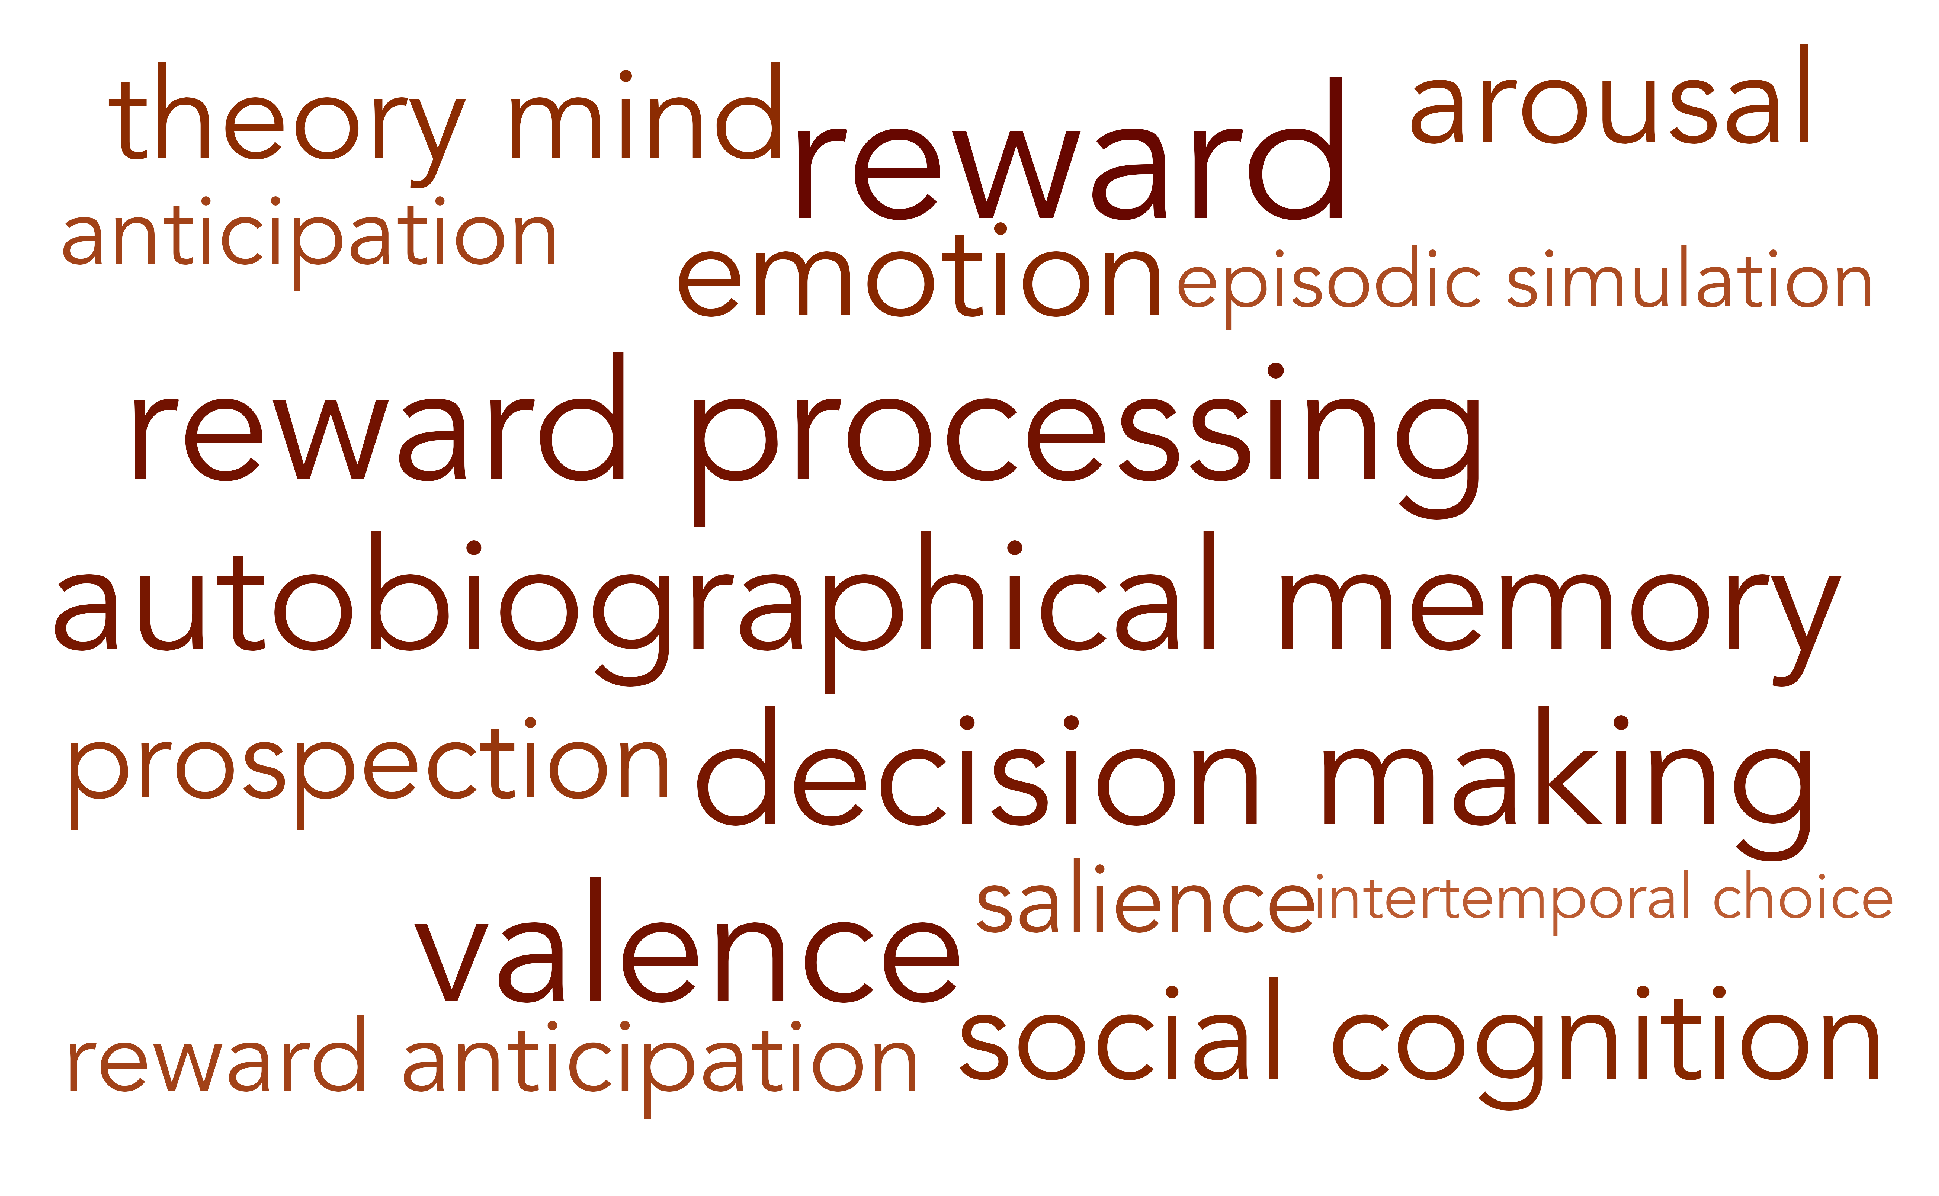 theory mind
reward
arousal
anticipation
emotion
episodic simulation
reward processing
autobiographical memory
prospection
decision making
valence
salience
intertemporal choice
reward anticipation
social cognition